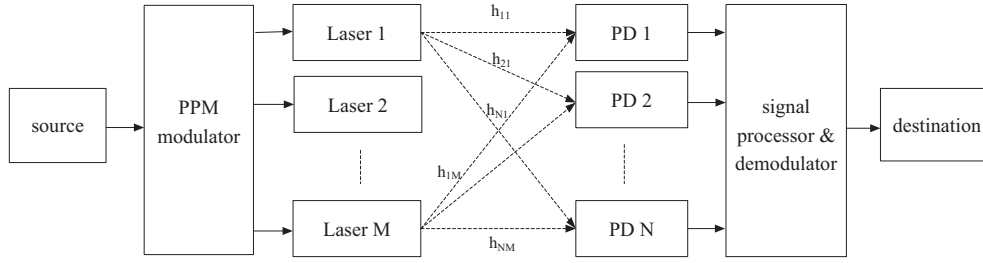 source
PPM
modulator
Laser 1
Laser 2
Laser M
h11
h21
hN1
h1M
hNM
PD 1
PD 2
PD N
signal
processor &
demodulator
destination